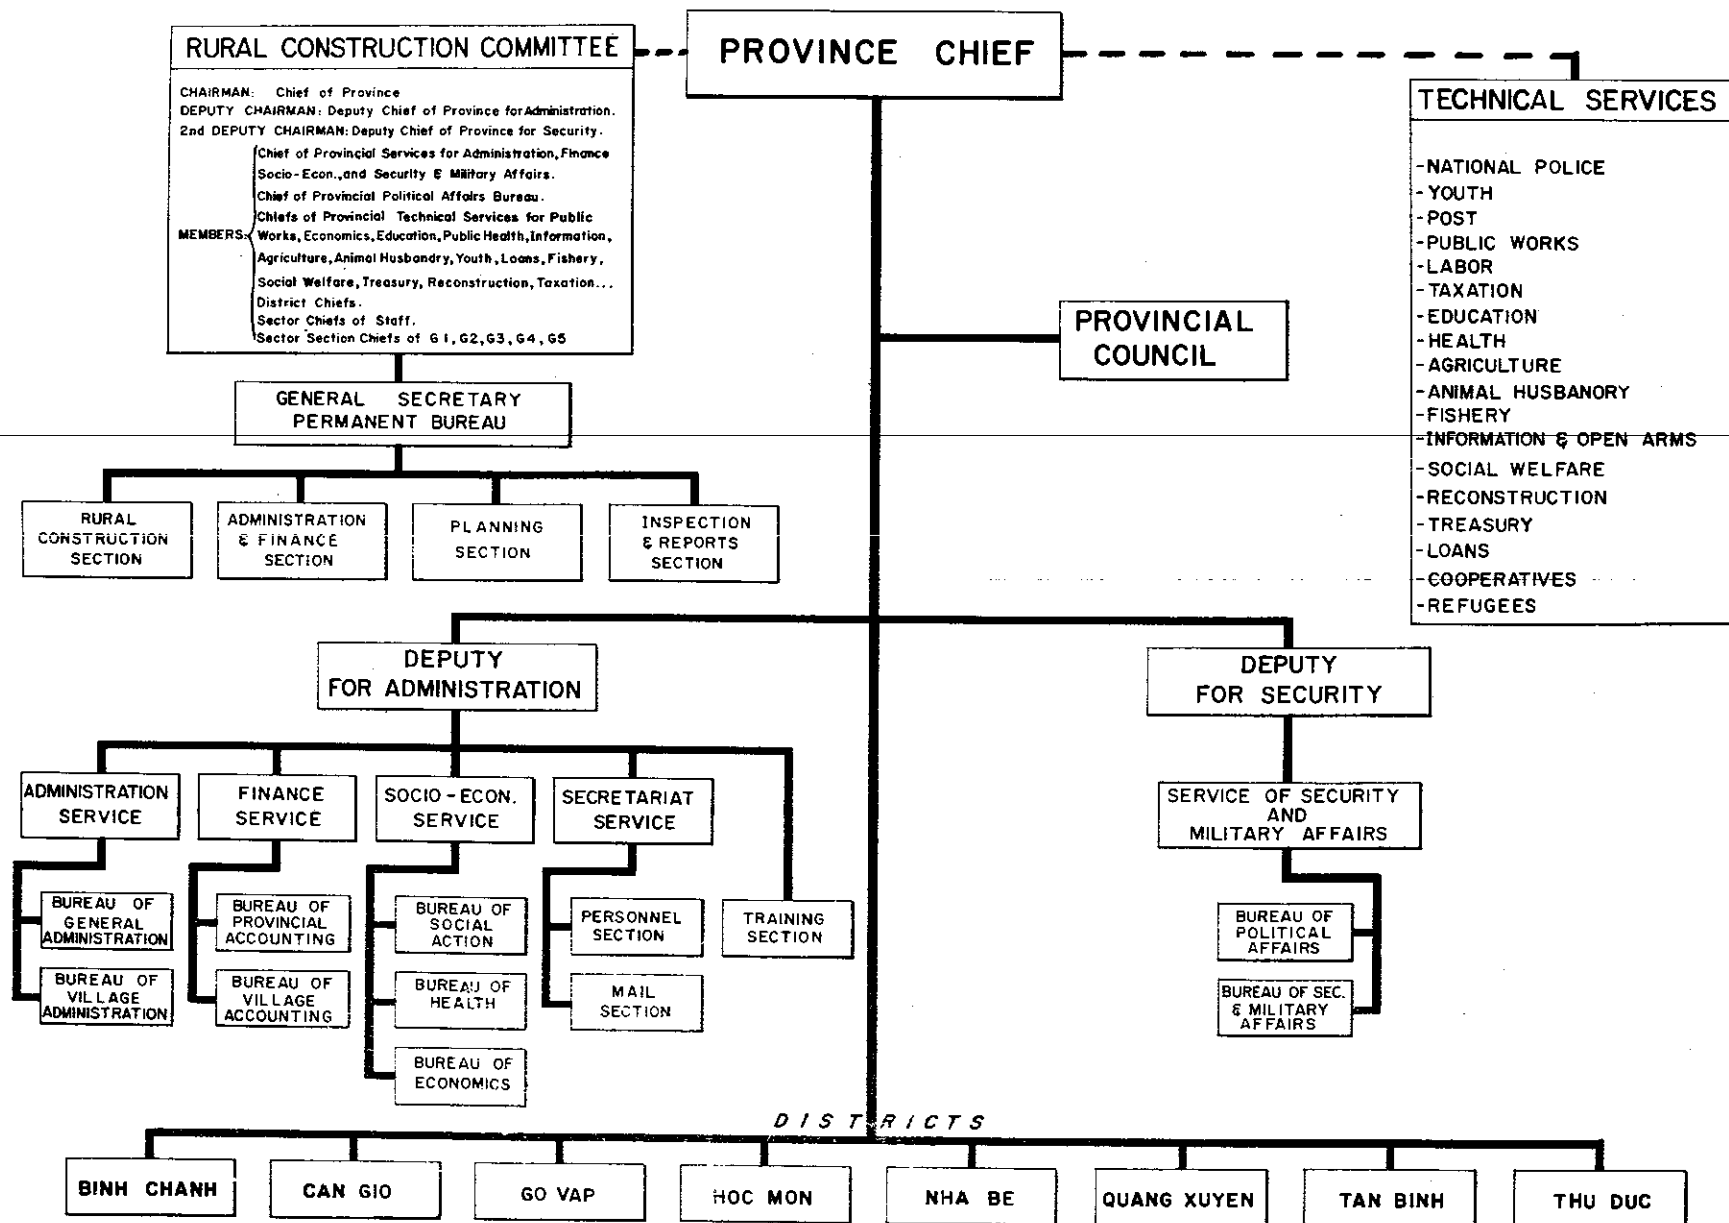 RURAL CONSTRUCTION COMMITTEE
CHAIRMAN: Chief of Province
DEPUTY CHAIRMAN: Deputy Chief of Province for Administration.
2nd DEPUTY CHAIRMAN: Deputy Chief of Province for Security.
MEMBERS:
Chief of Provincial Services for Administration, Finance
Socio-Econ., and Security & Military Affairs.
Chief of Provincial Political Affairs Bureau.
Chiefs of Provincial Technical Services for Public
Works, Economics, Education, Public Health, Information,
Agriculture, Animal Husbandry, Youth, Loans, Fishery,
Social Welfare, Treasury, Reconstruction, Taxation...
District Chiefs.
Sector Chiefs of Staff.
Sector Section Chiefs of G1, G2, G3, G4, G5
PROVINCE CHIEF
TECHNICAL SERVICES
-NATIONAL POLICE
-YOUTH
-POST
-PUBLIC WORKS
-LABOR
-TAXATION
-EDUCATION
-HEALTH
-AGRICULTURE
-ANIMAL HUSBANORY
-FISHERY
-INFORMATION & OPEN ARMS
-SOCIAL WELFARE
-RECONSTRUCTION
-TREASURY
-LOANS
-COOPERATIVES
-REFUGEES
PROVINCIAL
COUNCIL
GENERAL SECRETARY
PERMANENT BUREAU
RURAL
CONSTRUCTION
SECTION
ADMINISTRATION
& FINANCE
SECTION
PLANNING
SECTION
INSPECTION
& REPORTS
SECTION
DEPUTY
FOR ADMINISTRATION
DEPUTY
FOR SECURITY
ADMINISTRATION
SERVICE
FINANCE
SERVICE
SOCIO-ECON.
SERVICE
SECRETARIAT
SERVICE
SERVICE OF SECURITY
AND
MILITARY AFFAIRS
BUREAU OF
GENERAL
ADMINISTRATION
BUREAU OF
PROVINCIAL
ACCOUNTING
BUREAU OF
SOCIAL
ACTION
PERSONNEL
SECTION
TRAINING
SECTION
BUREAU OF
POLITICAL
AFFAIRS
BUREAU OF
VILLAGE
ADMINISTRATION
BUREAU OF
VILLAGE
ACCOUNTING
BUREAU OF
HEALTH
MAIL
SECTION
BUREAU OF SEC.
& MILITARY
AFFAIRS
BUREAU OF
ECONOMICS
DISTRICTS
BINH CHANH
CAN GIO
GO VAP
HOC MON
NHA BE
QUANG XUYEN
TAN BINH
THU DUC